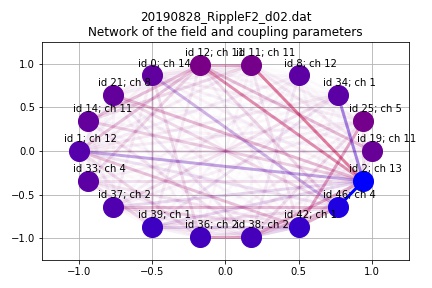 20190828_RippleF2_d02.dat
Network of the field and coupling parameters
id 12; ch
11; ch 11
id 0; ch 14
id 8; ch 12
id 21; ch
id 34; ch 1
id 14; ch 11
id 25; ch 5
id 1; ch 12
id 19; ch 11
id 33; ch 4
id 2; ch 13
id 37; ch 2
id 46; ch 4
id 39; ch 1
id 42; ch
id 36; ch 2
id 38; ch 2
1.0
0.5
0.0
−0.5
−1.0
−1.0 −0.5 0.0 0.5 1.0